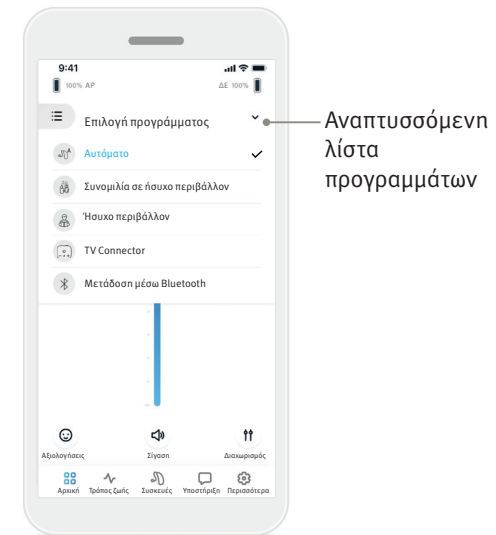 9:41
100% ΑΡ
ΔΕ 100%
Επιλογή προγράμματος
Αυτόματο
Συνομιλία σε ήσυχο περιβάλλον
Ήσυχο περιβάλλον
TV Connector
Μετάδοση μέσω Bluetooth
Αξιολογήσεις
Σίγαση
Διαχωρισμός
Αρχική
Τρόπος ζωής
Συσκευές
Υποστήριξη
Περισσότερα
Αναπτυσσόμενη
λίστα
προγραμμάτων